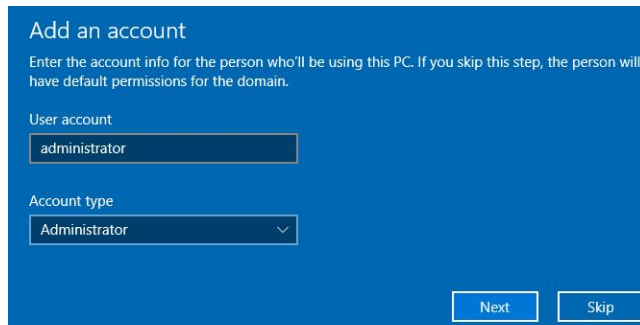 Add an account
Enter the account info for the person who'll be using this PC. If you skip this step, the person will
have default permissions for the domain.
User account
administrator
Account type
Administrator
Next
Skip